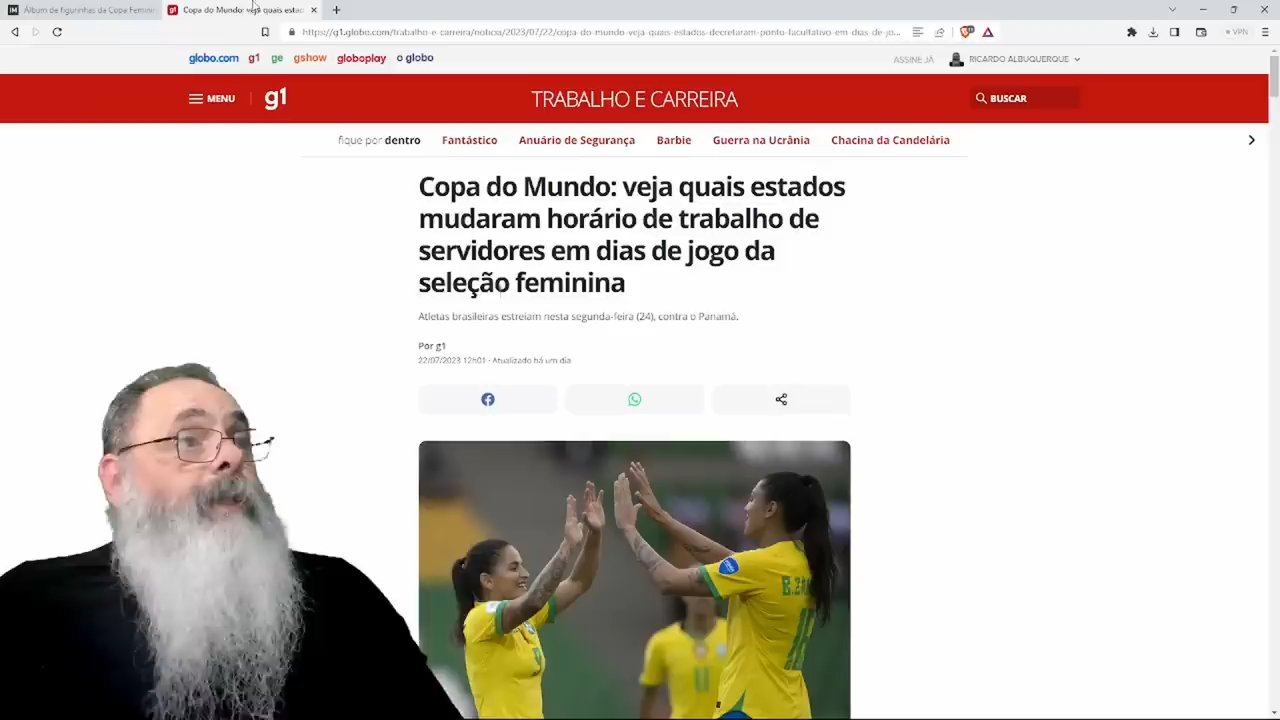 Álbum de figurinhas da Copa Feminin
Copa do Mundo: veja quais estad
https://g1.globo.com/trabalho-e-carreira/noticia/2023/07/22/copa-do-mundo-veja-quais-estados-decretaram-ponto-facultativo-em-dias-de-jo...
VPN
globo.com g1 ge gshow globoplay o globo
ASSINE JÁ RICARDO ALBUQUERQUE
MENU g1 TRABALHO E CARREIRA BUSCAR
fique por dentro Fantástico Anuário de Segurança Barbie Guerra na Ucrânia Chacina da Candelária
Copa do Mundo: veja quais estados
mudaram horário de trabalho de
servidores em dias de jogo da
seleção feminina
Atletas brasileiras estreiam nesta segunda-feira (24), contra o Panamá.
Por g1
22/07/2023 12h01 · Atualizado há um dia
11
16